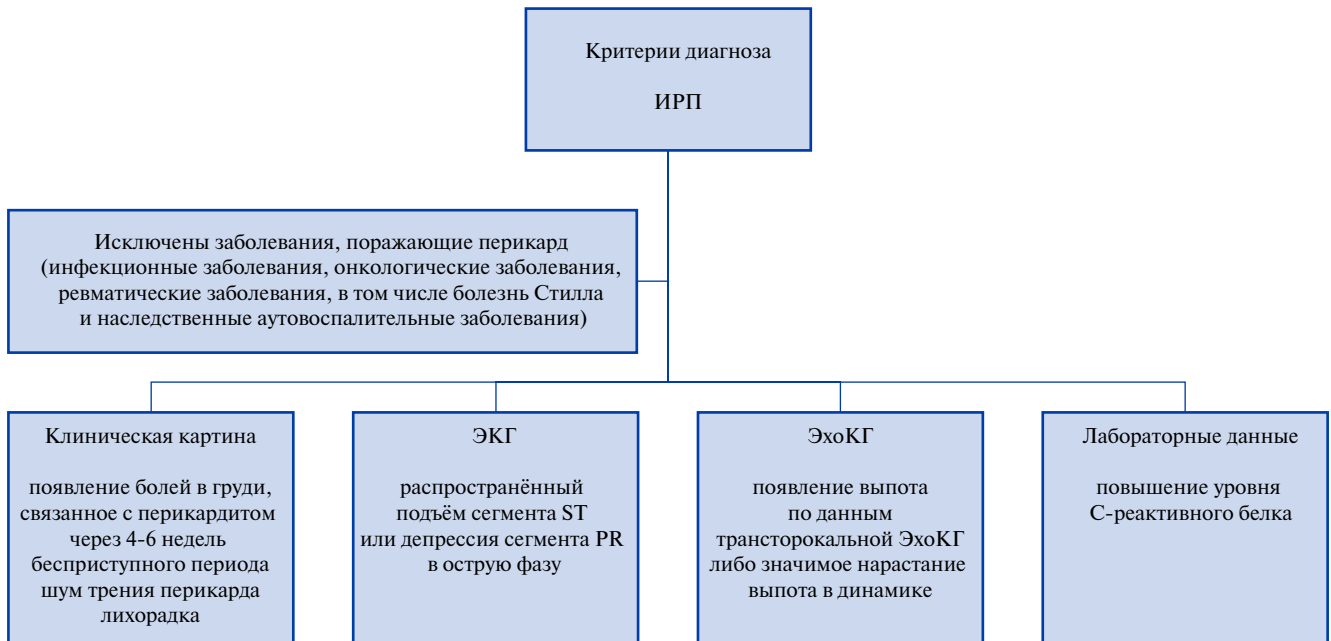 Критерии диагноза
ИРП
Исключены заболевания, поражающие перикард
(инфекционные заболевания, онкологические заболевания,
ревматические заболевания, в том числе болезнь Стилла
и наследственные аутовоспалительные заболевания)
Клиническая картина
появление болей в груди,
связанное с перикардитом
через 4-6 недель
бесприступного периода
шум трения перикарда
лихорадка
ЭКГ
распространённый
подъём сегмента ST
или депрессия сегмента PR
в острую фазу
ЭхоКГ
появление выпота
по данным
трансторокальной ЭхоКГ
либо значимое нарастание
выпота в динамике
Лабораторные данные
повышение уровня
С-реактивного белка